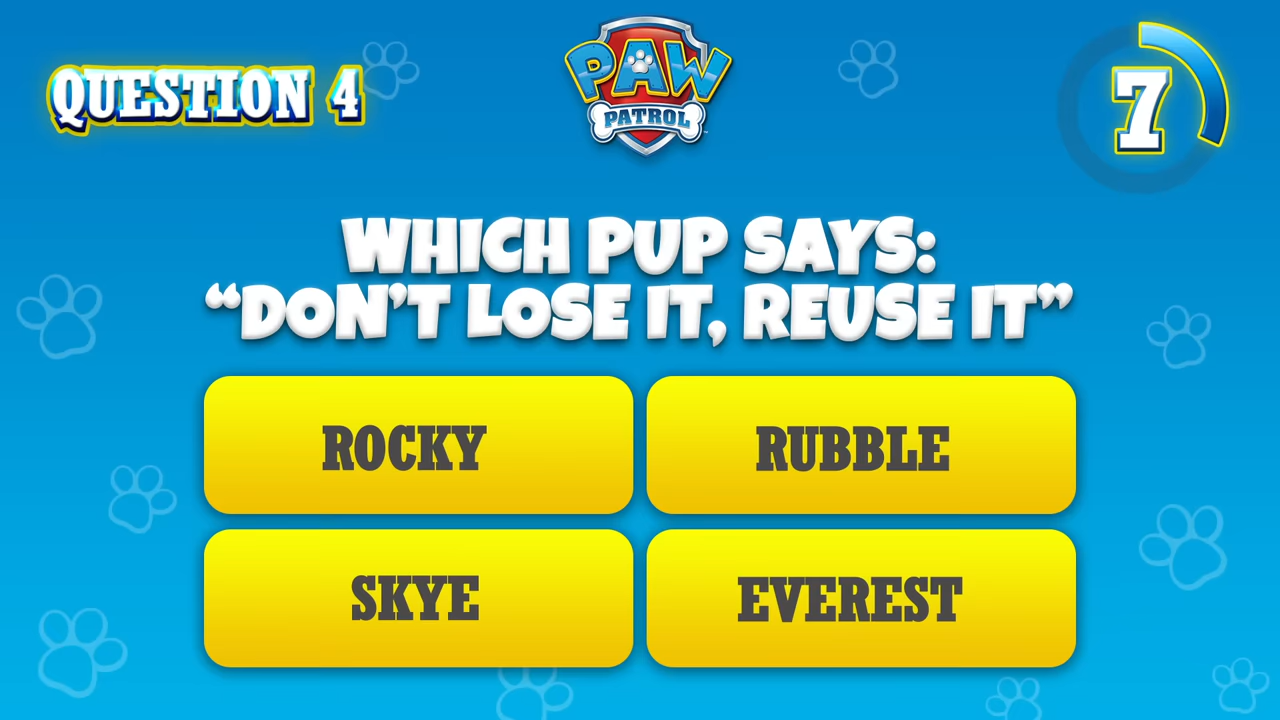 QUESTION 4
PAW
PATROL
7
WHICH PUP SAYS:
“DON’T LOSE IT, REUSE IT”
ROCKY
RUBBLE
SKYE
EVEREST